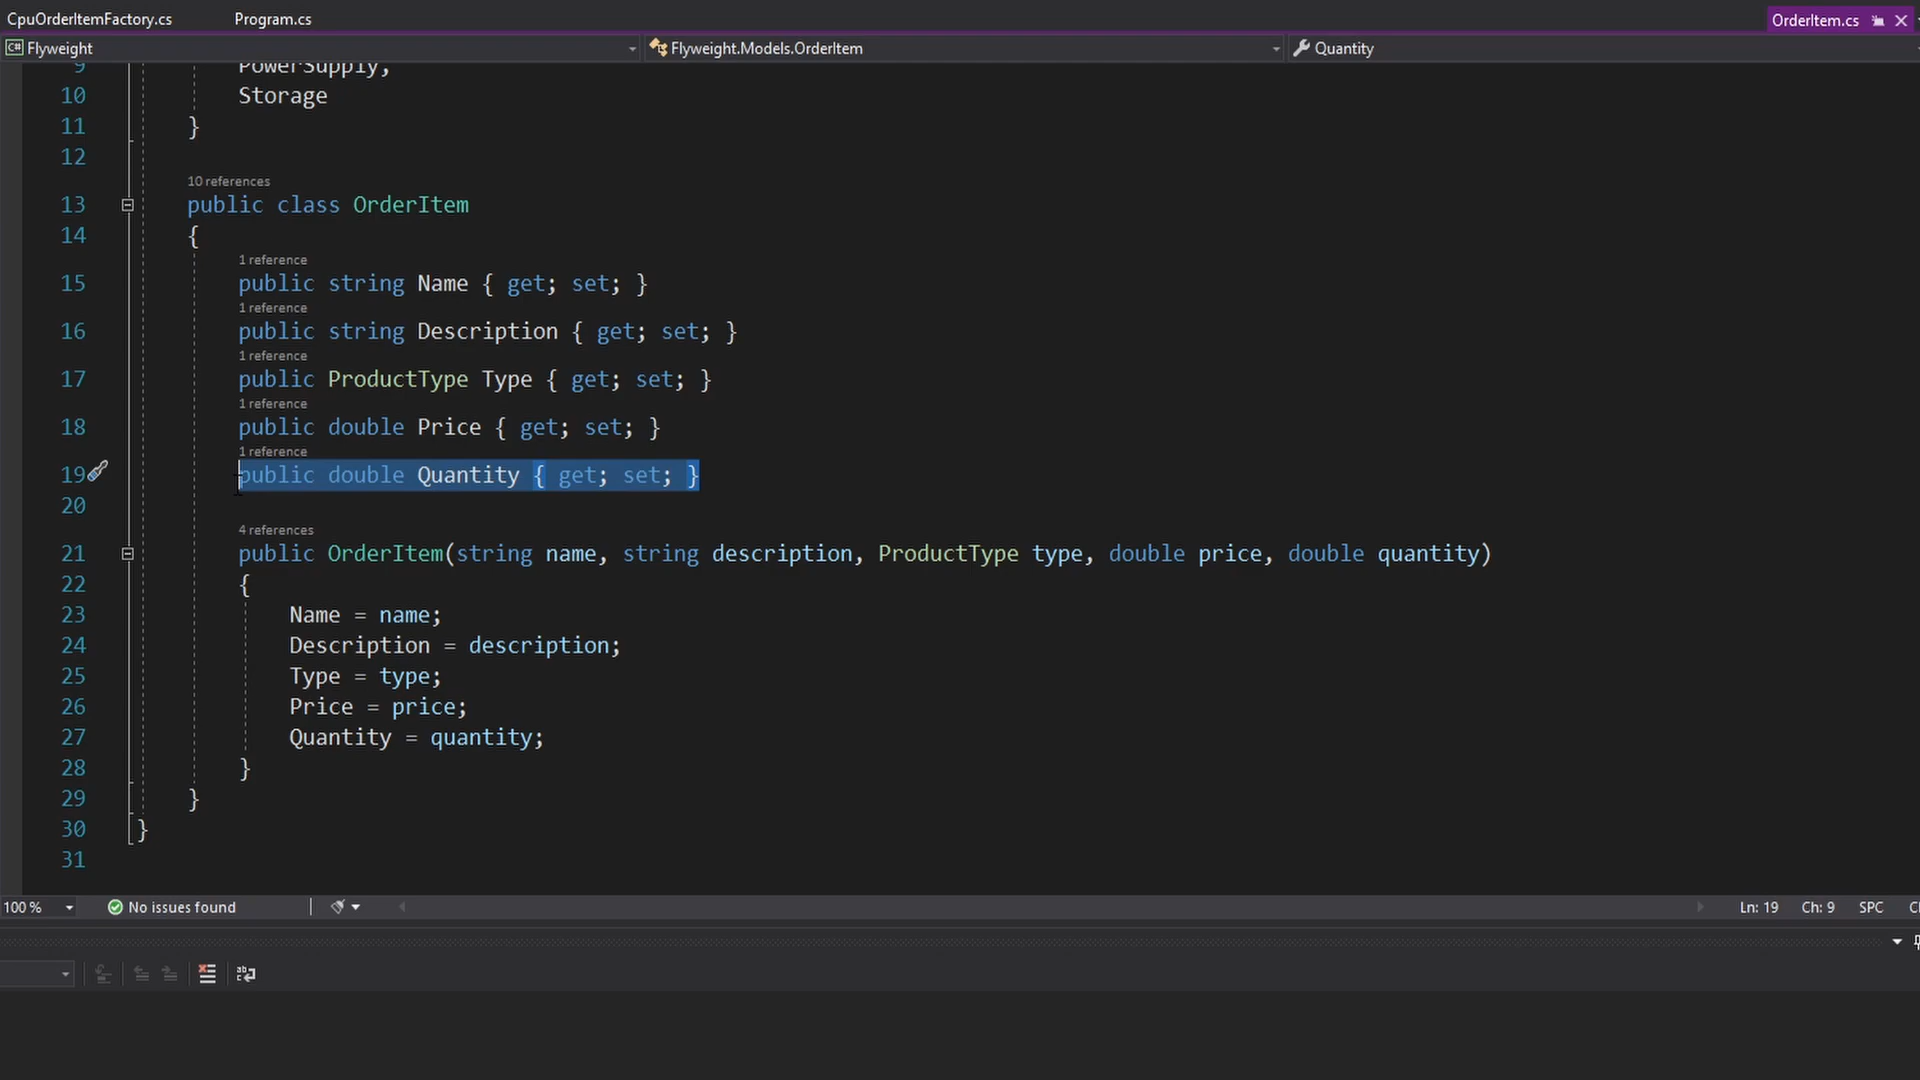 CpuOrderItemFactory.cs Program.cs OrderItem.cs
C# Flyweight Flyweight.Models.OrderItem Quantity
9 PowerSupply,
10 Storage
11 }
12
10 references
13 public class OrderItem
14 {
1 reference
15 public string Name { get; set; }
1 reference
16 public string Description { get; set; }
1 reference
17 public ProductType Type { get; set; }
1 reference
18 public double Price { get; set; }
1 reference
19 public double Quantity { get; set; }
20
4 references
21 public OrderItem(string name, string description, ProductType type, double price, double quantity)
22 {
23 Name = name;
24 Description = description;
25 Type = type;
26 Price = price;
27 Quantity = quantity;
28 }
29 }
30 }
31
100 % No issues found Ln: 19 Ch: 9 SPC